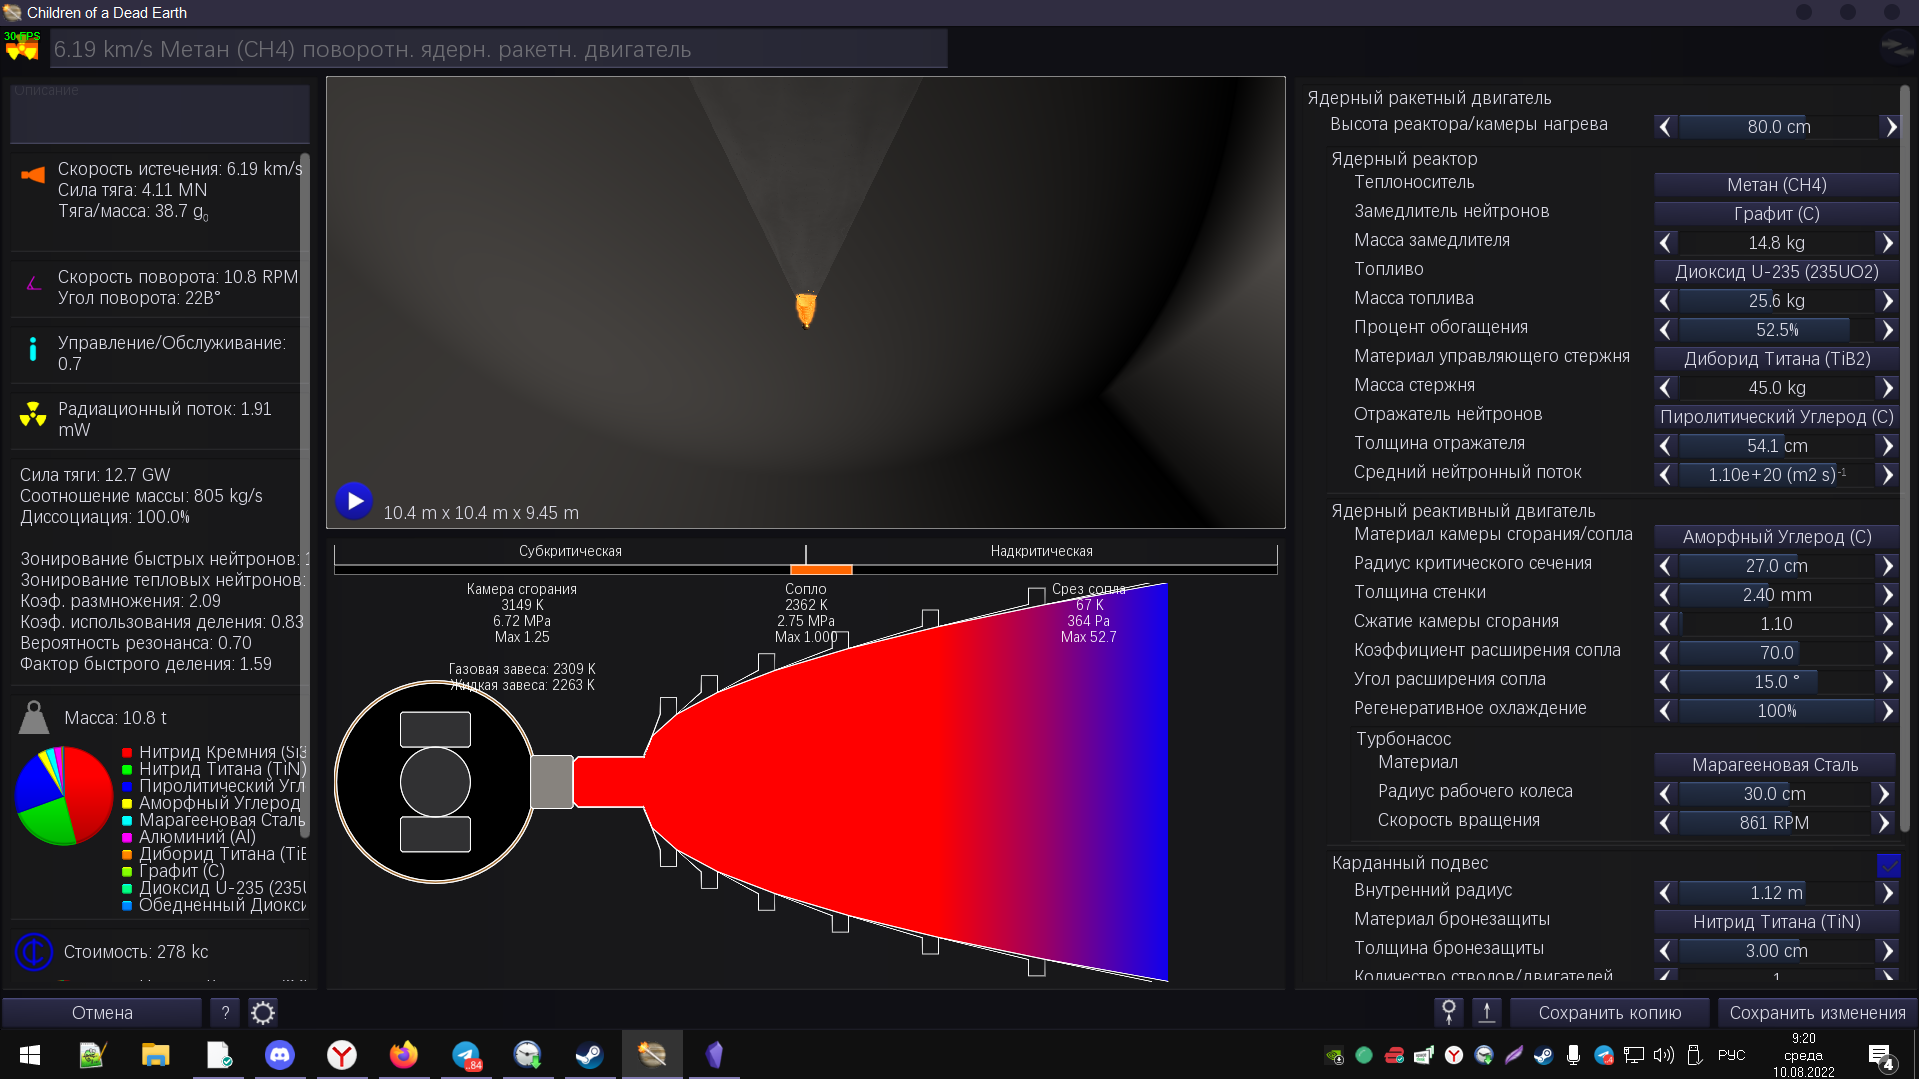 Children of a Dead Earth
30 FPS
6.19 km/s Метан (CH4) поворотн. ядерн. ракетн. двигатель
Описание
Скорость истечения: 6.19 km/s
Сила тяга: 4.11 MN
Тяга/масса: 38.7 g0
Скорость поворота: 10.8 RPM
Угол поворота: 22В°
Управление/Обслуживание:
0.7
Радиационный поток: 1.91
mW
Сила тяги: 12.7 GW
Соотношение массы: 805 kg/s
Диссоциация: 100.0%
Зонирование быстрых нейтронов:
Зонирование тепловых нейтронов:
Коэф. размножения: 2.09
Коэф. использования деления: 0.83
Вероятность резонанса: 0.70
Фактор быстрого деления: 1.59
Масса: 10.8 t
Нитрид Кремния (Si3
Нитрид Титана (TiN)
Пиролитический Угл
Аморфный Углерод
Марагееновая Сталь
Алюминий (Al)
Диборид Титана (TiB
Графит (C)
Диоксид U-235 (235U
Обедненный Диокси
Стоимость: 278 kc
Отмена
?
10.4 m x 10.4 m x 9.45 m
Субкритическая
Надкритическая
Камера сгорания
3149 K
6.72 MPa
Max 1.25
Сопло
2362 K
2.75 MPa
Max 1.000
Срез сопла
67 K
364 Pa
Max 52.7
Газовая завеса: 2309 K
Жидкая завеса: 2263 K
Ядерный ракетный двигатель
Высота реактора/камеры нагрева
80.0 cm
Ядерный реактор
Теплоноситель
Метан (CH4)
Замедлитель нейтронов
Графит (C)
Масса замедлителя
14.8 kg
Топливо
Диоксид U-235 (235UO2)
Масса топлива
25.6 kg
Процент обогащения
52.5%
Материал управляющего стержня
Диборид Титана (TiB2)
Масса стержня
45.0 kg
Отражатель нейтронов
Пиролитический Углерод (C)
Толщина отражателя
54.1 cm
Средний нейтронный поток
1.10e+20 (m2 s)-1
Ядерный реактивный двигатель
Материал камеры сгорания/сопла
Аморфный Углерод (C)
Радиус критического сечения
27.0 cm
Толщина стенки
2.40 mm
Сжатие камеры сгорания
1.10
Коэффициент расширения сопла
70.0
Угол расширения сопла
15.0 °
Регенеративное охлаждение
100%
Турбонасос
Материал
Марагееновая Сталь
Радиус рабочего колеса
30.0 cm
Скорость вращения
861 RPM
Карданный подвес
Внутренний радиус
1.12 m
Материал бронезащиты
Нитрид Титана (TiN)
Толщина бронезащиты
3.00 cm
Количество стволов/двигателей
1
Сохранить копию
Сохранить изменения
84
РУС
9:20
среда
10.08.2022
4